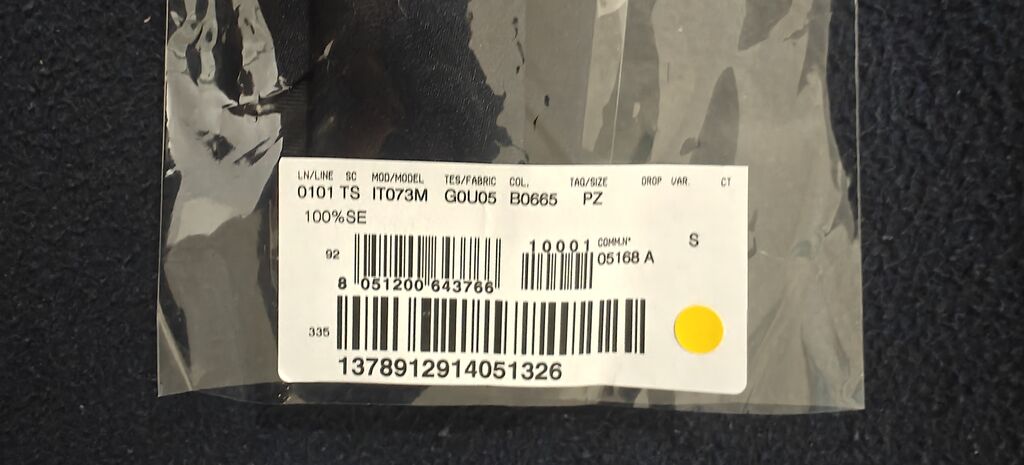 LN/LINE SC MOD/MODEL TES/FABRIC COL. TAQ/SIZE DROP VAR. CT
0101 TS IT073M G0U05 B0665 PZ
100%SE
S
10001 COMM.N°
92 05168 A
8 051200 643766
335
1378912914051326